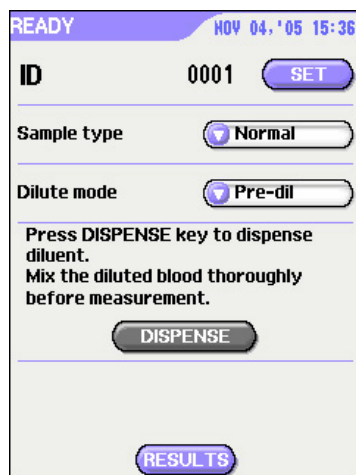 READY NOV 04,'05 15:36
ID 0001 SET
Sample type Normal
Dilute mode Pre-dil
Press DISPENSE key to dispense
diluent.
Mix the diluted blood thoroughly
before measurement.
DISPENSE
RESULTS